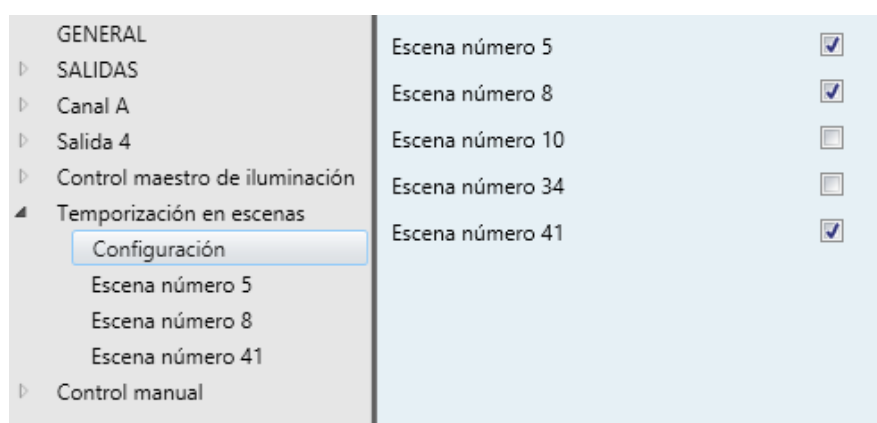 GENERAL
SALIDAS
Canal A
Salida 4
Control maestro de iluminación
Temporización en escenas
Configuración
Escena número 5
Escena número 8
Escena número 41
Control manual
Escena número 5
Escena número 8
Escena número 10
Escena número 34
Escena número 41